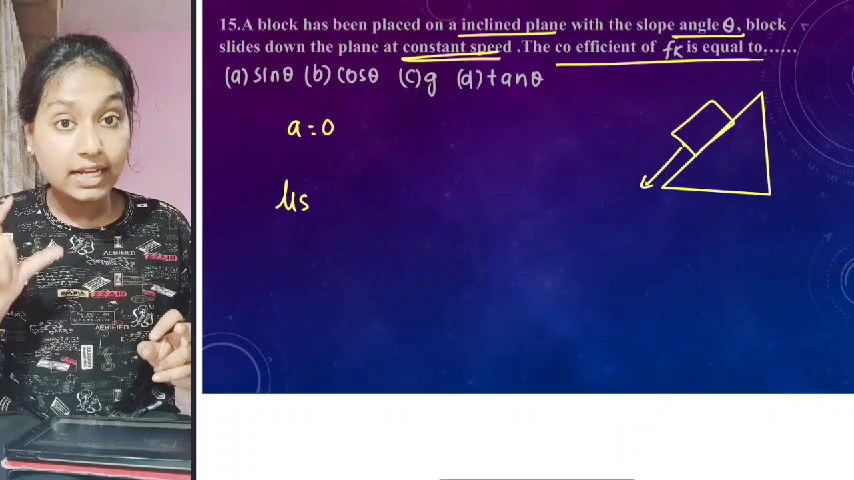 15.A block has been placed on a inclined plane with the slope angle θ, block
slides down the plane at constant speed .The co efficient of fk is equal to……
(a) sinθ (b) cosθ (c) g (d) tanθ
a = 0
μs